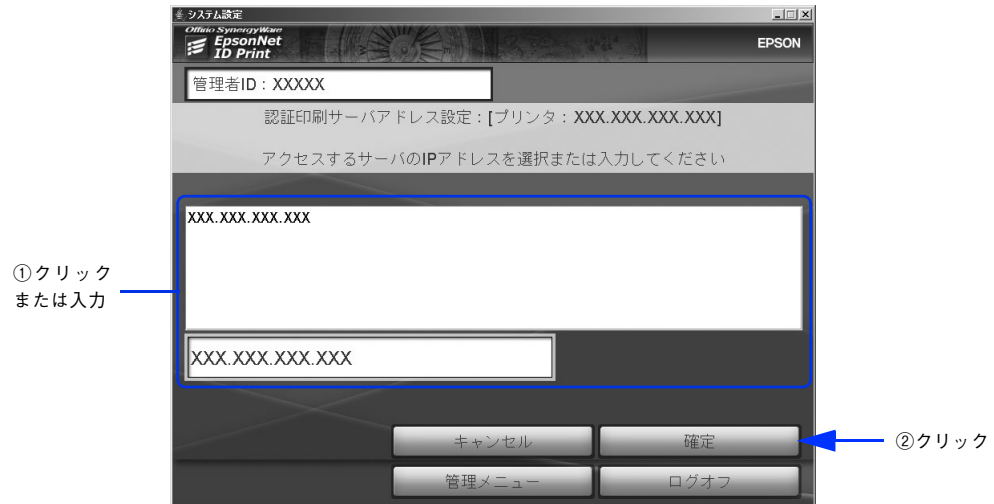 システム設定
Offirio SynergyWare
EpsonNet
ID Print
EPSON
管理者ID：XXXXX
認証印刷サーバアドレス設定：[プリンタ：XXX.XXX.XXX.XXX]
アクセスするサーバのIPアドレスを選択または入力してください
XXX.XXX.XXX.XXX
①クリック
または入力
XXX.XXX.XXX.XXX
キャンセル
確定
②クリック
管理メニュー
ログオフ